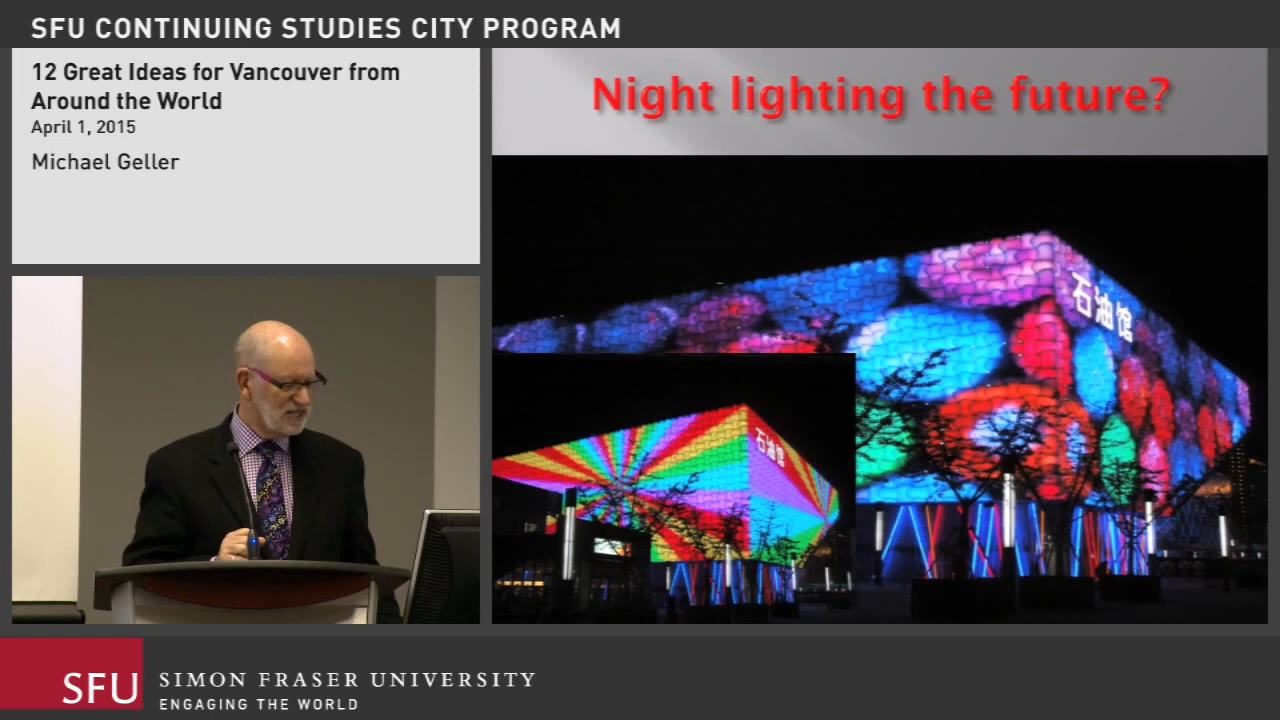 SFU CONTINUING STUDIES CITY PROGRAM
12 Great Ideas for Vancouver from
Around the World
April 1, 2015
Michael Geller
Night lighting the future?
石油馆
石油馆
SFU
SIMON FRASER UNIVERSITY
ENGAGING THE WORLD